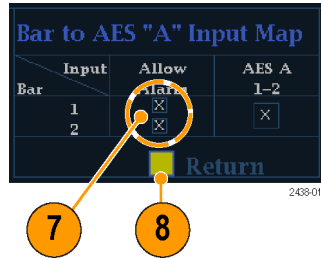 Bar to AES "A" Input Map
Input Allow AES A
Bar Alarm 1-2
1 X X
2 X
Return
2438-01
7 8